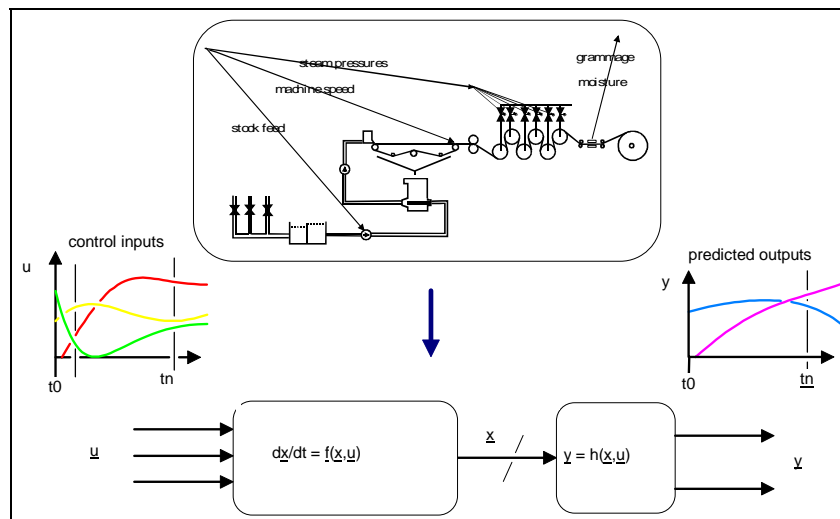 steam pressures
machine speed
stock feed
grammage
moisture
control inputs
u
t0
tn
predicted outputs
y
t0
tn
u
dx/dt = f(x,u)
x
y = h(x,u)
y